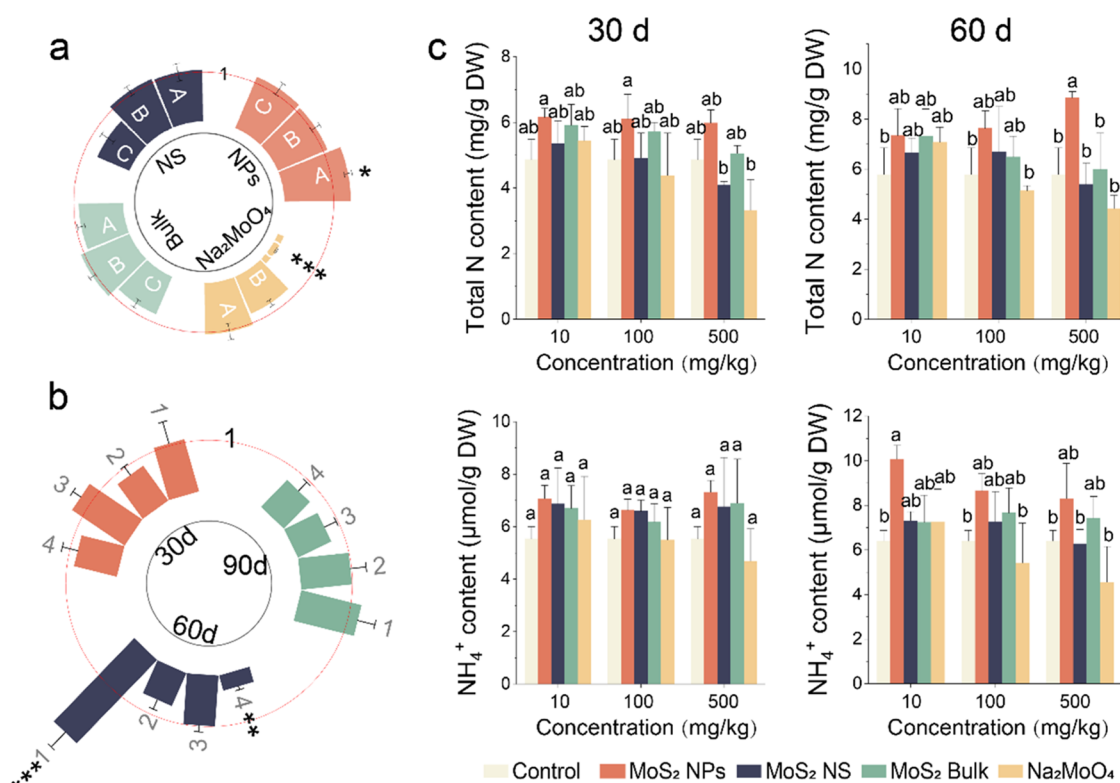 a
1
A
B
C
NS
C
B
A
*
NPs
Bulk
Na₂MoO₄
A
B
C
A
B
C
***
b
1
1
2
3
4
30d
90d
60d
4
3
2
1
1
2
3
4
**
***
c
30 d
60 d
Total N content (mg/g DW)
8
6
4
2
0
ab a ab ab ab
ab a ab ab ab
ab ab b ab b
10 100 500
Concentration (mg/kg)
Total N content (mg/g DW)
10
8
6
4
2
0
b ab ab ab ab
b ab ab ab b
b a b b b
10 100 500
Concentration (mg/kg)
NH₄⁺ content (μmol/g DW)
10
8
6
4
2
0
a a a a a
a a a a a
a a a a a
10 100 500
Concentration (mg/kg)
NH₄⁺ content (μmol/g DW)
12
10
8
6
4
2
0
b a ab ab ab
b ab ab ab b
b ab b ab b
10 100 500
Concentration (mg/kg)
Control MoS₂ NPs MoS₂ NS MoS₂ Bulk Na₂MoO₄